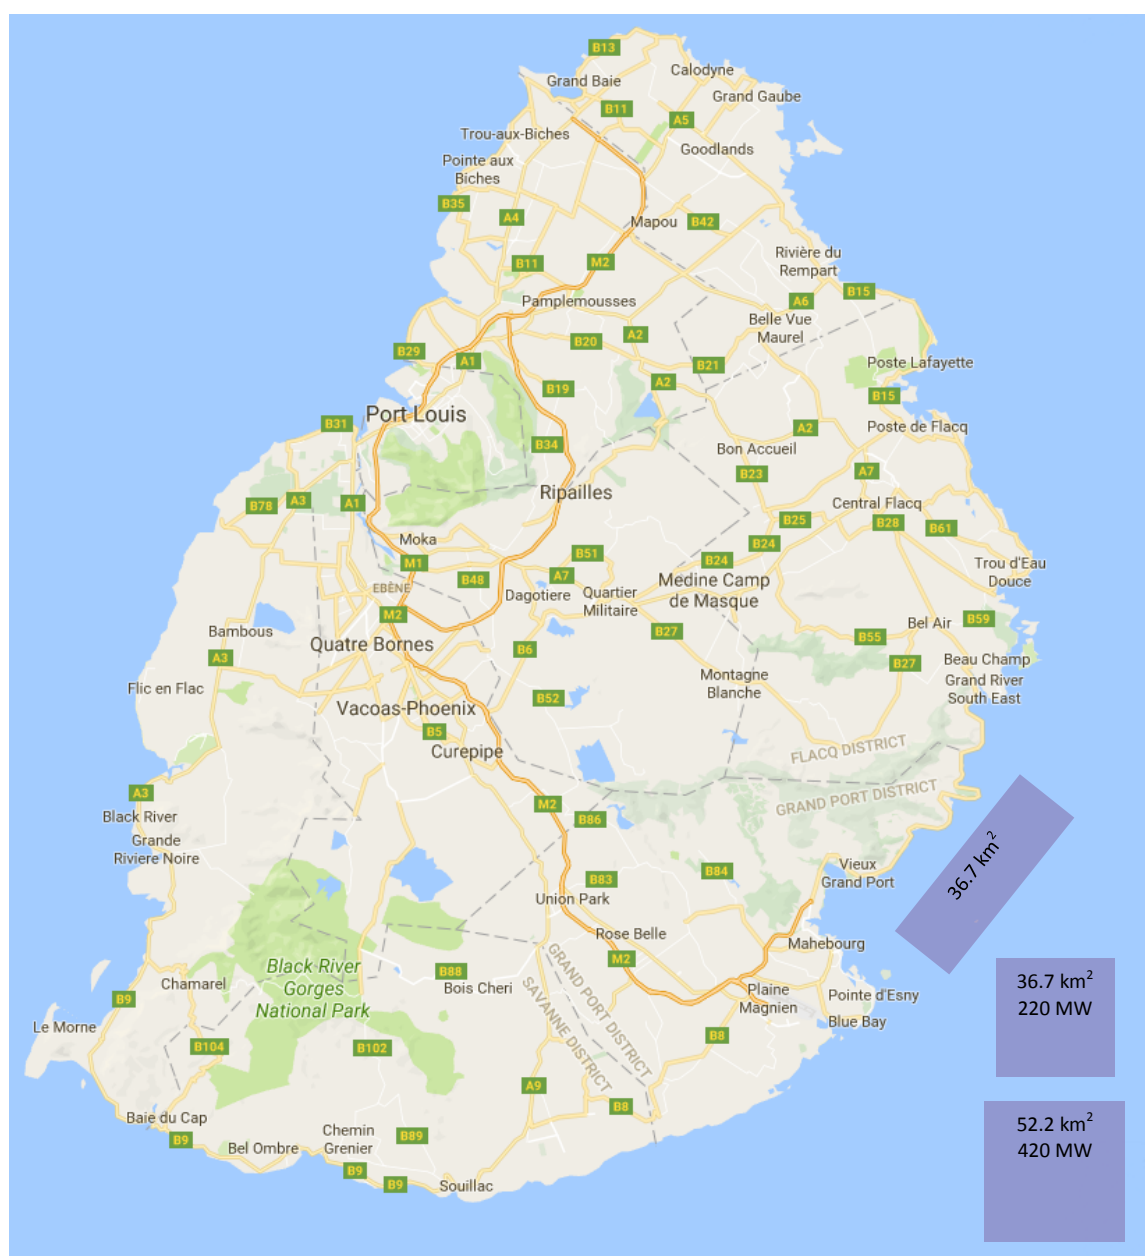 B13
Grand Baie
Calodyne
Grand Gaube
B11
A5
Trou-aux-Biches
Goodlands
Pointe aux
Biches
B35
A4
Mapou
B42
Rivière du
Rempart
B11
M2
B15
Pamplemousses
A6
Belle Vue
Maurel
B29
A1
B20
A2
B21
Poste Lafayette
B19
A2
B15
Port Louis
B31
B34
A2
Poste de Flacq
Bon Accueil
B23
A7
Ripailles
B78
A3
A1
Central Flacq
B25
B28
B61
Moka
B24
M1
B51
B24
Trou d'Eau
Douce
B48
A7
Medine Camp
de Masque
EBÈNE
Dagotiere
Quartier
Militaire
M2
B59
Bel Air
Bambous
Quatre Bornes
B27
B55
A3
B6
B27
Beau Champ
Grand River
South East
Flic en Flac
Montagne
Blanche
B52
Vacoas-Phoenix
B5
Curepipe
FLACQ DISTRICT
A3
M2
GRAND PORT DISTRICT
Black River
B86
Grande
Riviere Noire
36.7 km²
B83
B84
Vieux
Grand Port
Union Park
Rose Belle
Mahebourg
M2
GRAND PORT DISTRICT
SAVANNE DISTRICT
Black River
Gorges
National Park
B88
Bois Cheri
Chamarel
B9
Plaine
Magnien
Pointe d'Esny
Blue Bay
36.7 km²
220 MW
Le Morne
B104
B102
B8
A9
B8
Baie du Cap
B9
Bel Ombre
Chemin
Grenier
B89
B9
B9
Souillac
52.2 km²
420 MW